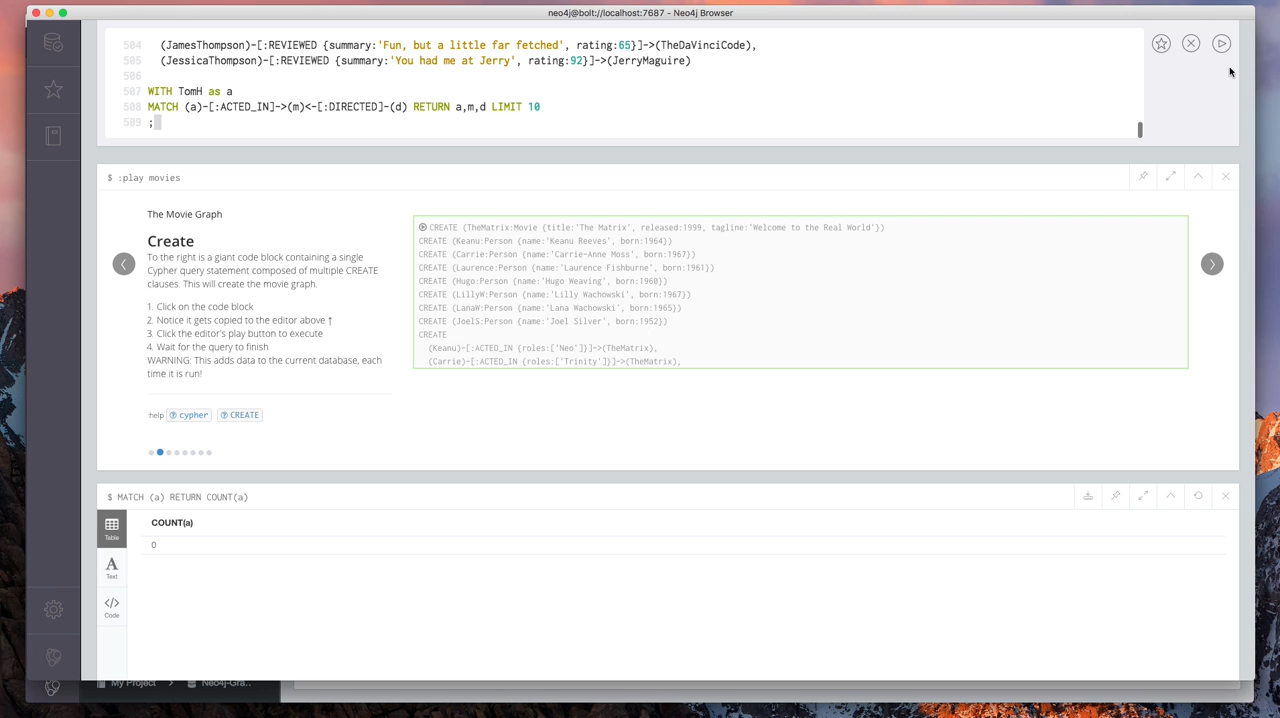 neo4j@bolt://localhost:7687 - Neo4j Browser
504 (JamesThompson)-[:REVIEWED {summary:'Fun, but a little far fetched', rating:65}]->(TheDaVinciCode),
505 (JessicaThompson)-[:REVIEWED {summary:'You had me at Jerry', rating:92}]->(JerryMaguire)
506
507 WITH TomH as a
508 MATCH (a)-[:ACTED_IN]->(m)<-[:DIRECTED]-(d) RETURN a,m,d LIMIT 10
509 ;
$ :play movies
The Movie Graph
Create
To the right is a giant code block containing a single
Cypher query statement composed of multiple CREATE
clauses. This will create the movie graph.
1. Click on the code block
2. Notice it gets copied to the editor above ↑
3. Click the editor's play button to execute
4. Wait for the query to finish
WARNING: This adds data to the current database, each
time it is run!
:help cypher CREATE
CREATE (TheMatrix:Movie {title:'The Matrix', released:1999, tagline:'Welcome to the Real World'})
CREATE (Keanu:Person {name:'Keanu Reeves', born:1964})
CREATE (Carrie:Person {name:'Carrie-Anne Moss', born:1967})
CREATE (Laurence:Person {name:'Laurence Fishburne', born:1961})
CREATE (Hugo:Person {name:'Hugo Weaving', born:1960})
CREATE (LillyW:Person {name:'Lilly Wachowski', born:1967})
CREATE (LanaW:Person {name:'Lana Wachowski', born:1965})
CREATE (JoelS:Person {name:'Joel Silver', born:1952})
CREATE
(Keanu)-[:ACTED_IN {roles:['Neo']}]->(TheMatrix),
(Carrie)-[:ACTED_IN {roles:['Trinity']}]->(TheMatrix),
$ MATCH (a) RETURN COUNT(a)
Table
Text
Code
COUNT(a)
0
My Project
Neo4j-Gra...